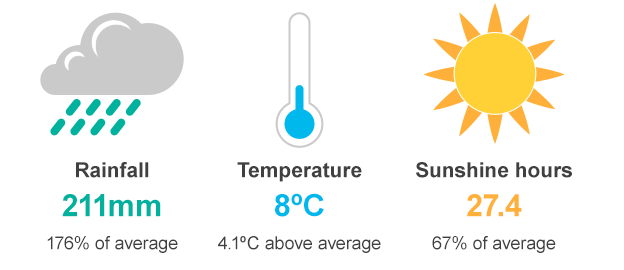 Rainfall
211mm
176% of average
Temperature
8ºC
4.1ºC above average
Sunshine hours
27.4
67% of average